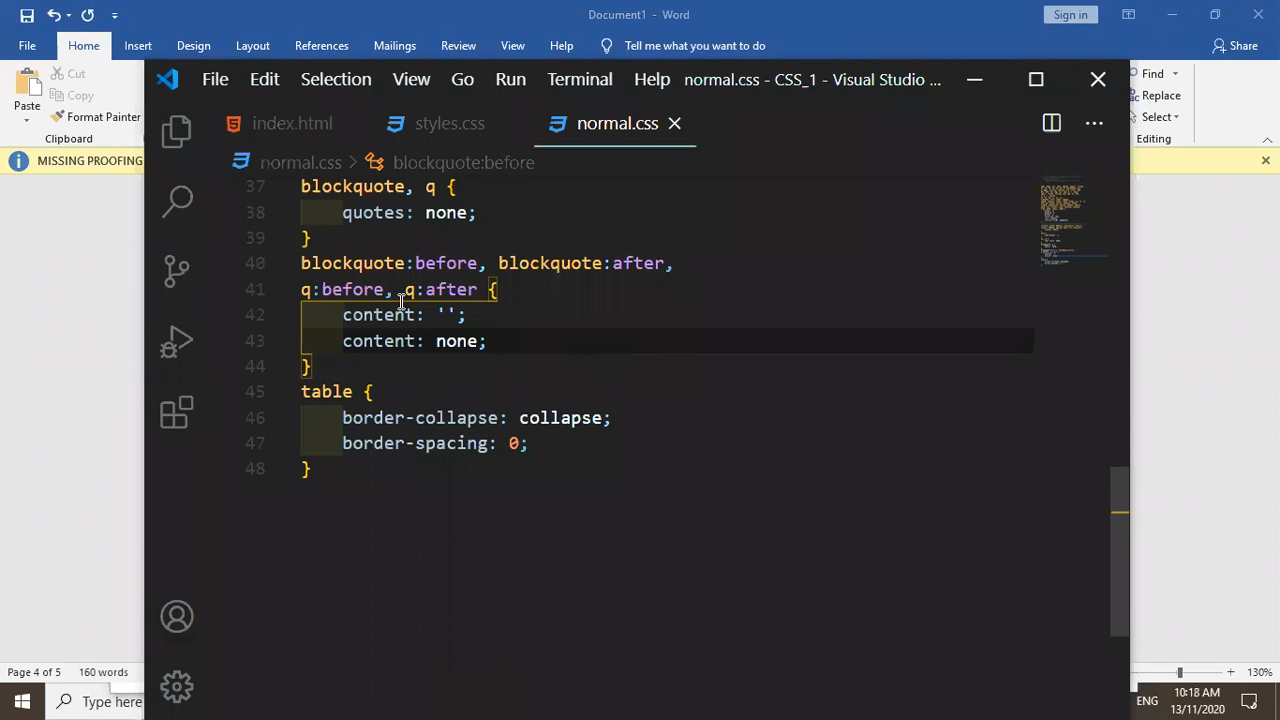 Document1 - Word
Sign in
File Home Insert Design Layout References Mailings Review View Help Tell me what you want to do Share
Paste
Cut
Copy
Format Painter
Clipboard
Find
Replace
Select
Editing
MISSING PROOFING
File Edit Selection View Go Run Terminal Help normal.css - CSS_1 - Visual Studio ...
index.html styles.css normal.css
normal.css > blockquote:before
37 blockquote, q {
38 quotes: none;
39 }
40 blockquote:before, blockquote:after,
41 q:before, q:after {
42 content: '';
43 content: none;
44 }
45 table {
46 border-collapse: collapse;
47 border-spacing: 0;
48 }
Page 4 of 5 160 words
130%
Type here
ENG
10:18 AM
13/11/2020